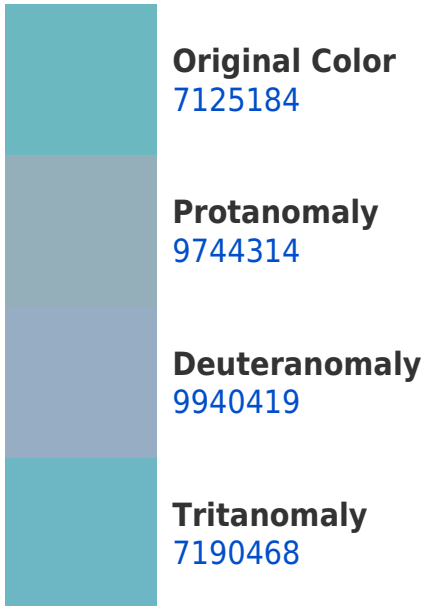 Original Color
7125184
Protanomaly
9744314
Deuteranomaly
9940419
Tritanomaly
7190468